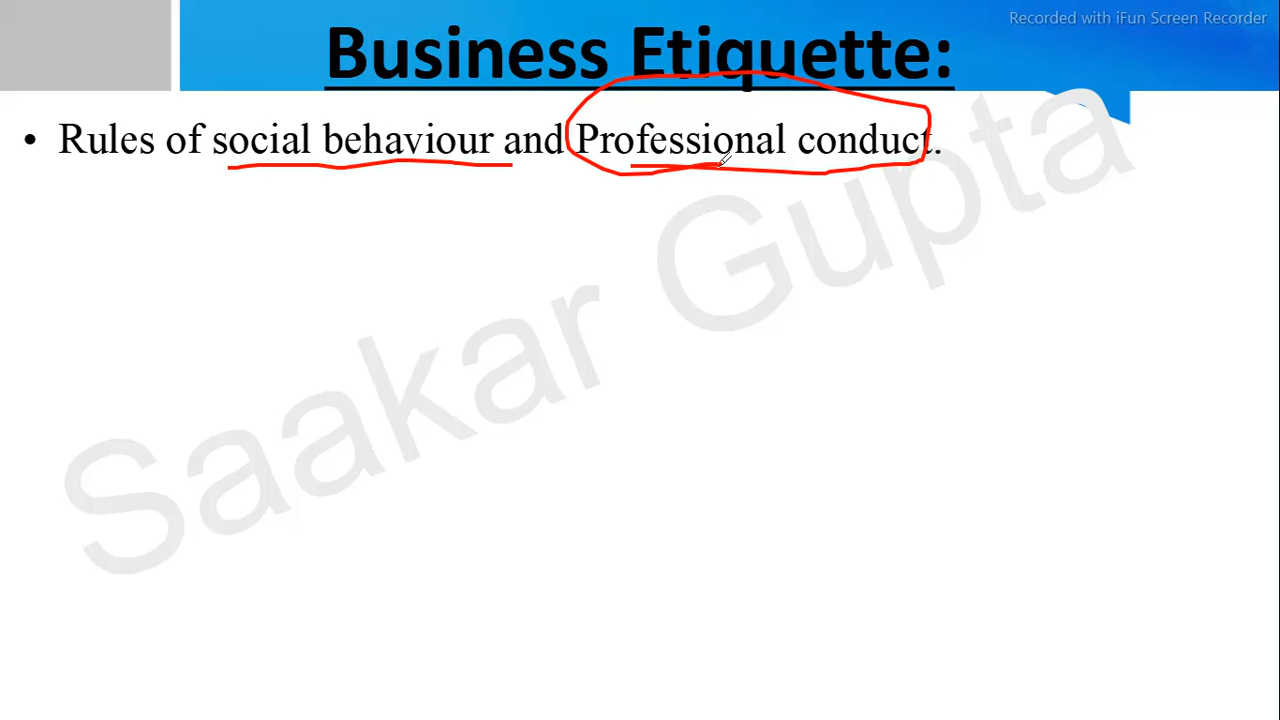 Recorded with iFun Screen Recorder
Business Etiquette:
• Rules of social behaviour and Professional conduct.
Saakar Gupta